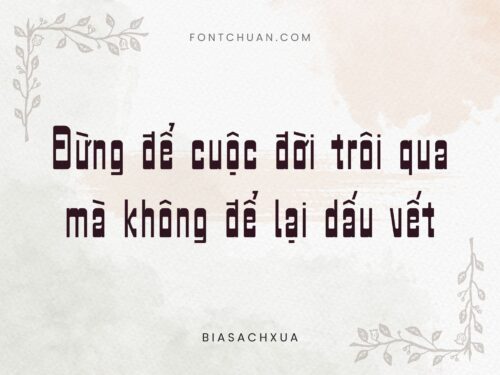 FONTCHUAN.COM
Đừng để cuộc đời trôi qua
mà không để lại dấu vết
BIASACHXUA